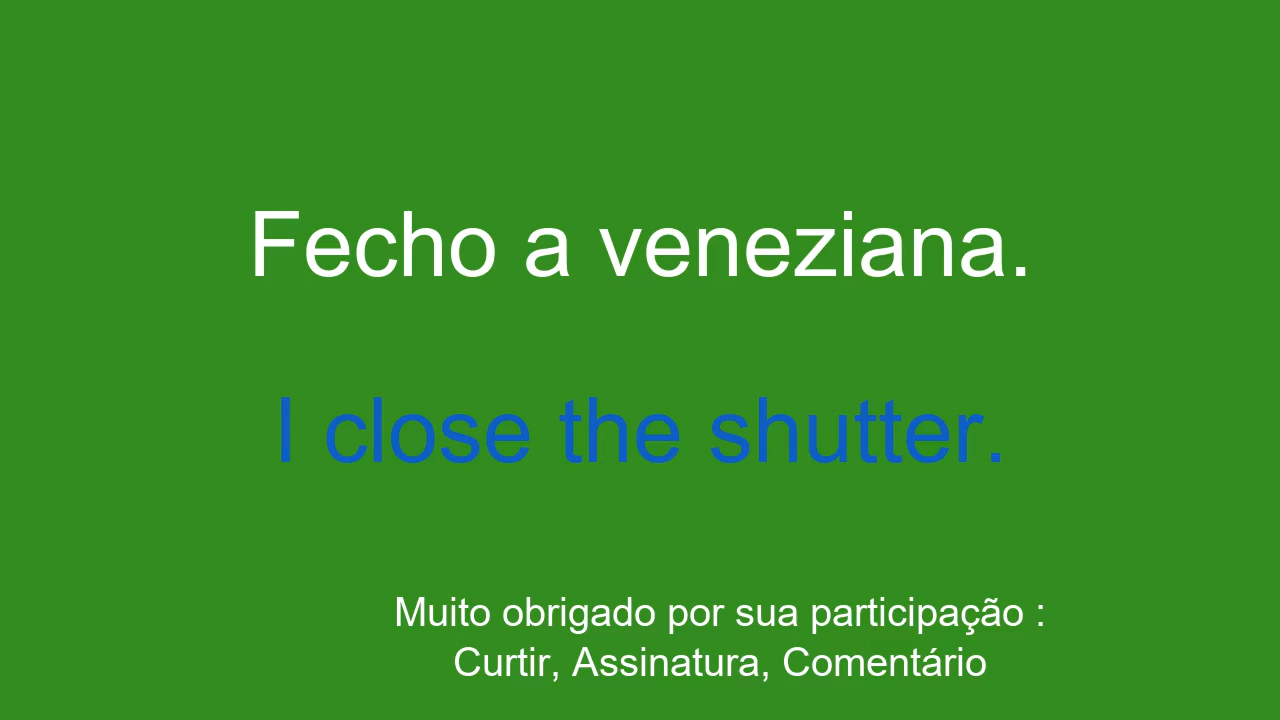 Fecho a veneziana.
I close the shutter.
Muito obrigado por sua participação :
Curtir, Assinatura, Comentário